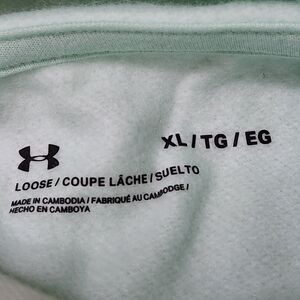 XL/TG/EG
LOOSE/COUPE LÂCHE/SUELTO
MADE IN CAMBODIA/FABRIQUÉ AU CAMBODGE/
HECHO EN CAMBOYA